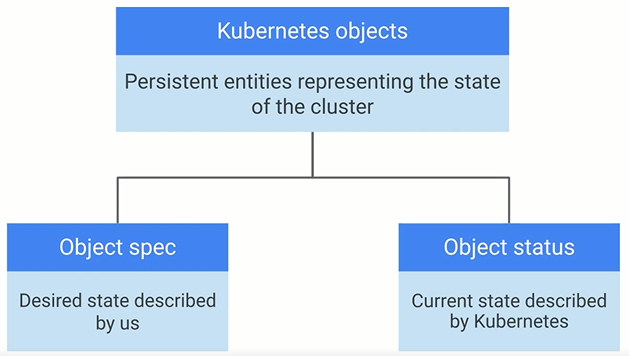 Kubernetes objects
Persistent entities representing the state
of the cluster
Object spec
Desired state described
by us
Object status
Current state described
by Kubernetes